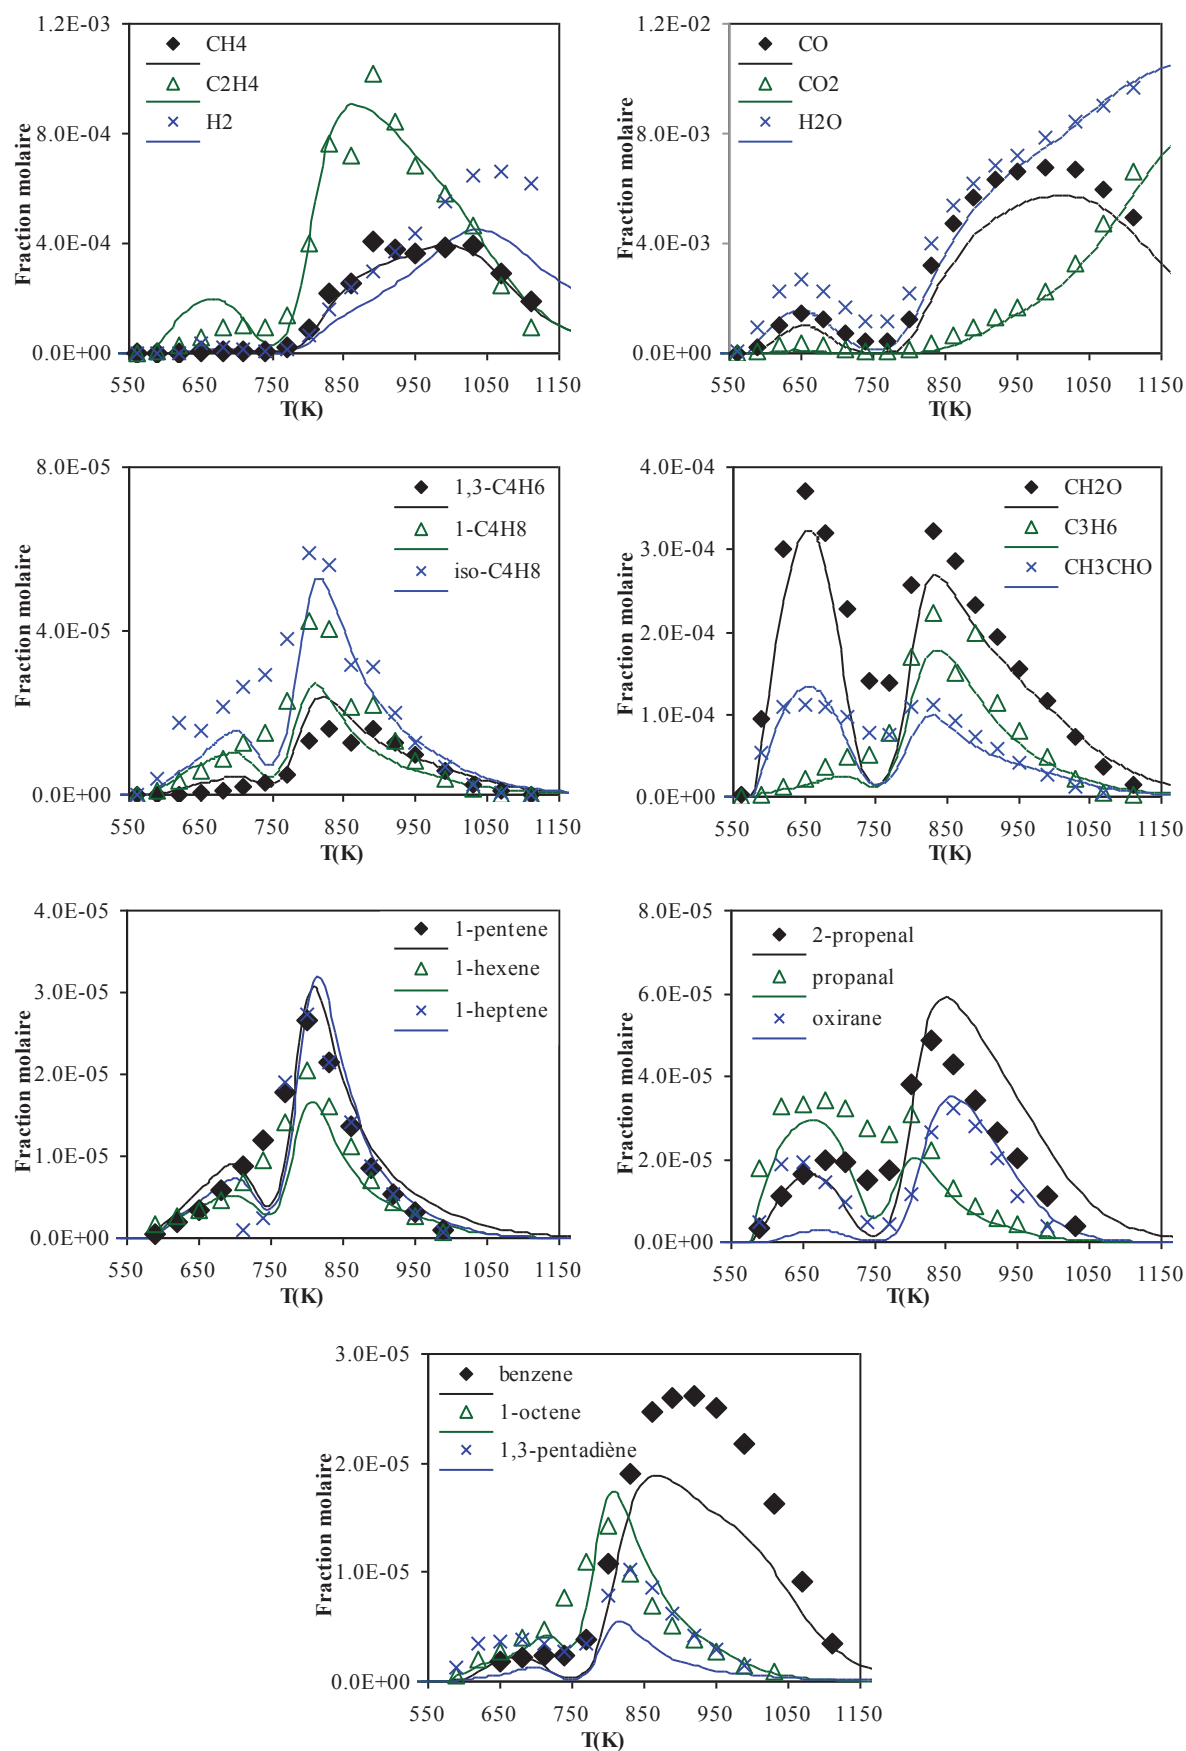 1.2E-03
8.0E-04
4.0E-04
0.0E+00
Fraction molaire
CH4
C2H4
H2
550 650 750 850 950 1050 1150
T(K)
1.2E-02
8.0E-03
4.0E-03
0.0E+00
Fraction molaire
CO
CO2
H2O
550 650 750 850 950 1050 1150
T(K)
8.0E-05
4.0E-05
0.0E+00
Fraction molaire
1,3-C4H6
1-C4H8
iso-C4H8
550 650 750 850 950 1050 1150
T(K)
4.0E-04
3.0E-04
2.0E-04
1.0E-04
0.0E+00
Fraction molaire
CH2O
C3H6
CH3CHO
550 650 750 850 950 1050 1150
T(K)
4.0E-05
3.0E-05
2.0E-05
1.0E-05
0.0E+00
Fraction molaire
1-pentene
1-hexene
1-heptene
550 650 750 850 950 1050 1150
T(K)
8.0E-05
6.0E-05
4.0E-05
2.0E-05
0.0E+00
Fraction molaire
2-propenal
propanal
oxirane
550 650 750 850 950 1050 1150
T(K)
3.0E-05
2.0E-05
1.0E-05
0.0E+00
Fraction molaire
benzene
1-octene
1,3-pentadiène
550 650 750 850 950 1050 1150
T(K)